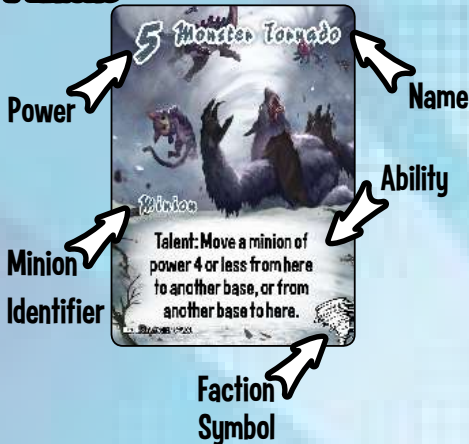 5 Monster Tornado
Power
Name
Ability
Minion
Talent: Move a minion of
power 4 or less from here
to another base, or from
another base to here.
Minion
Identifier
Faction
Symbol